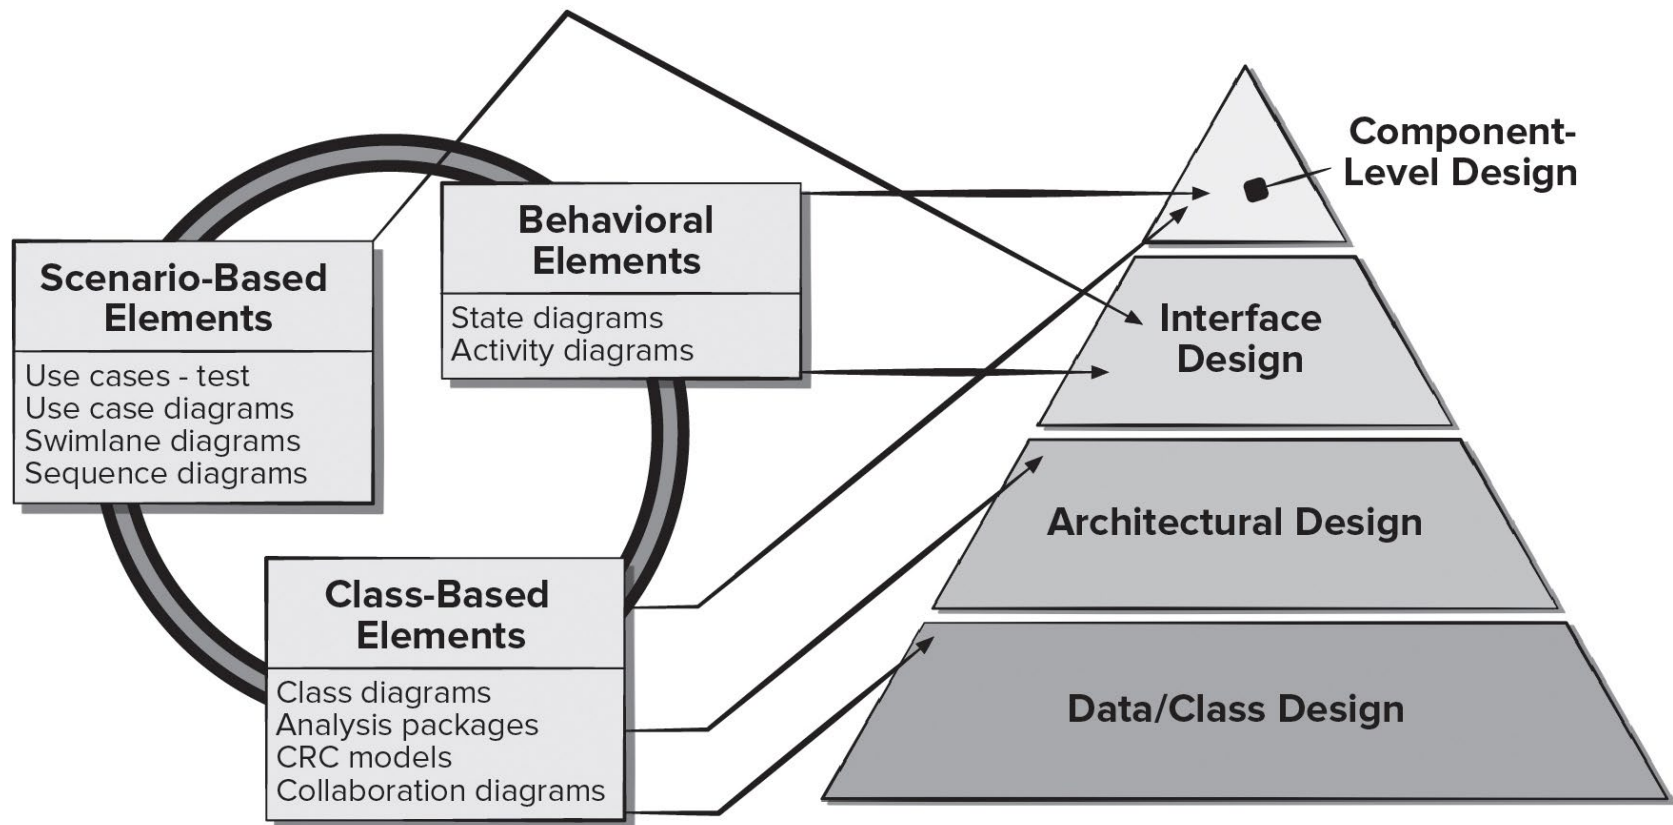 Scenario-Based
Elements
Use cases - test
Use case diagrams
Swimlane diagrams
Sequence diagrams
Behavioral
Elements
State diagrams
Activity diagrams
Class-Based
Elements
Class diagrams
Analysis packages
CRC models
Collaboration diagrams
Component-
Level Design
Interface
Design
Architectural Design
Data/Class Design